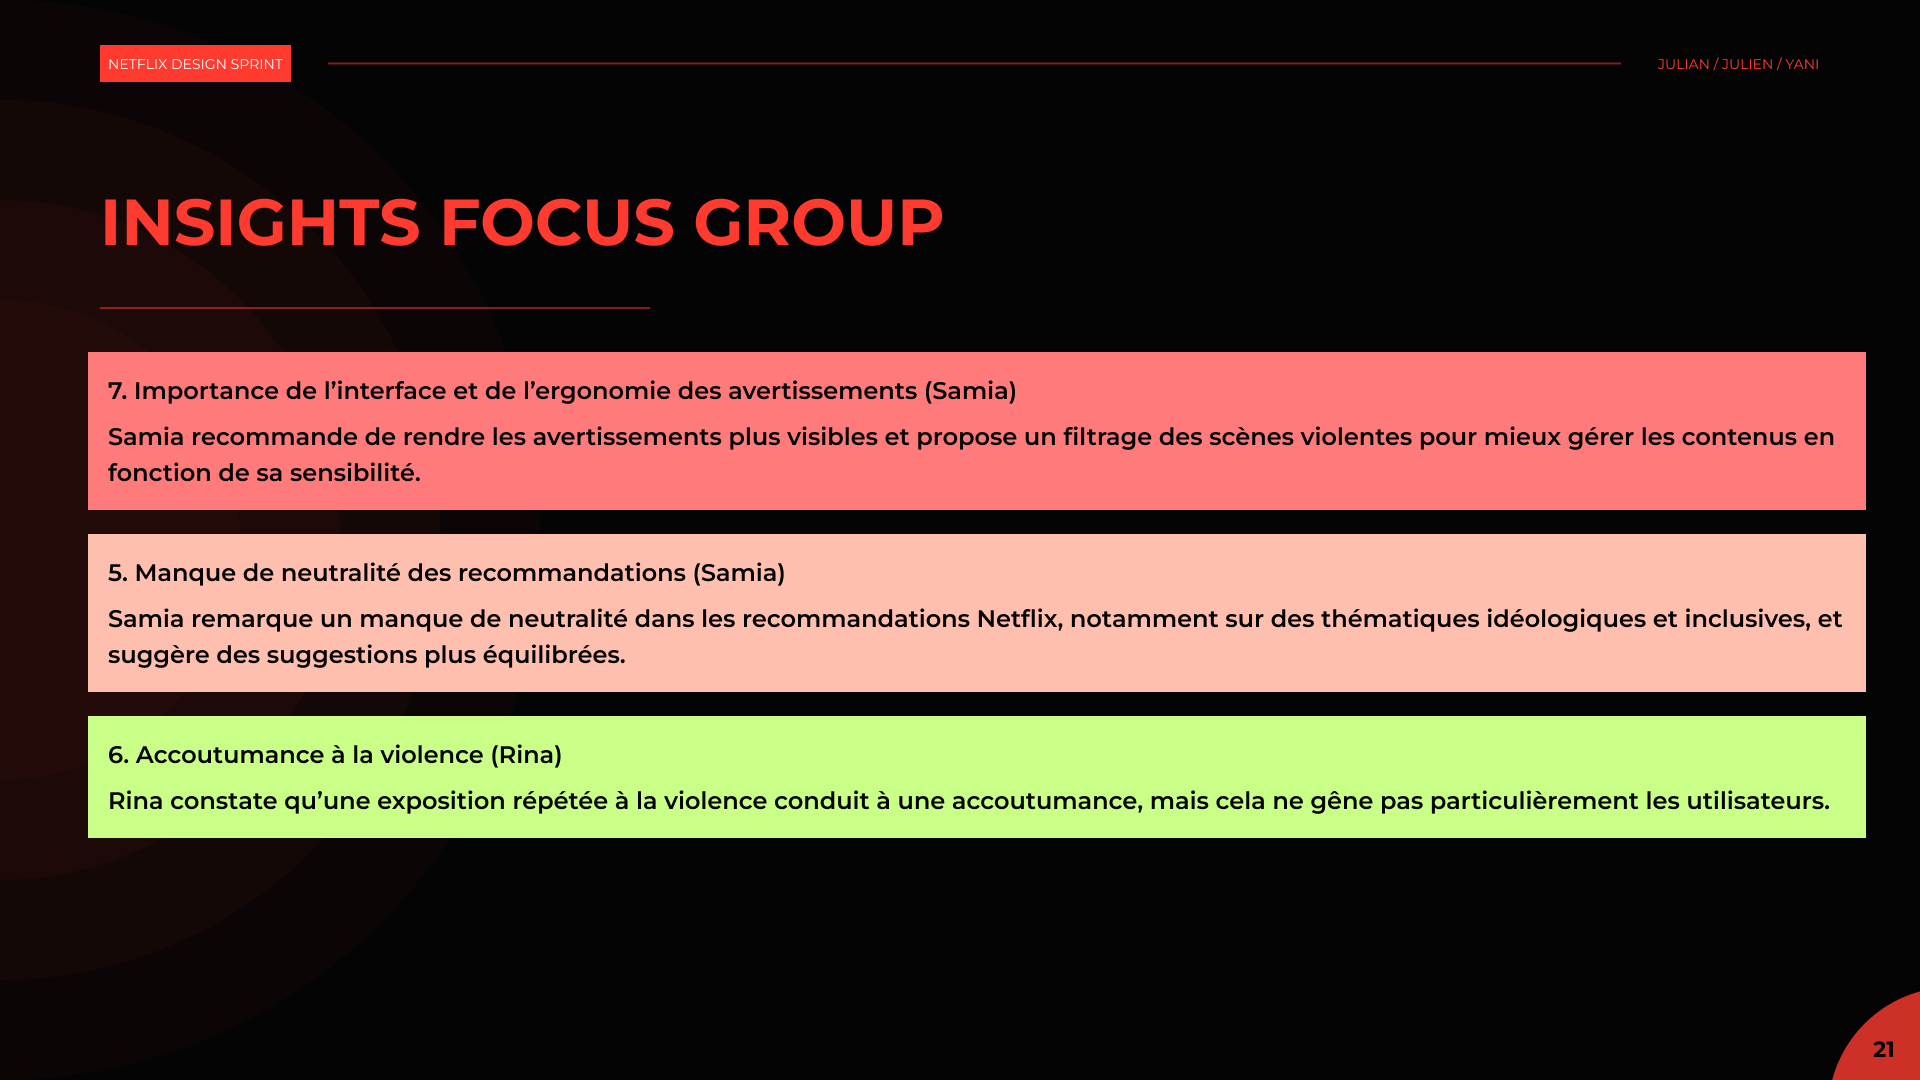 NETFLIX DESIGN SPRINT
JULIAN / JULIEN / YANI
INSIGHTS FOCUS GROUP
7. Importance de l’interface et de l’ergonomie des avertissements (Samia)
Samia recommande de rendre les avertissements plus visibles et propose un filtrage des scènes violentes pour mieux gérer les contenus en
fonction de sa sensibilité.
5. Manque de neutralité des recommandations (Samia)
Samia remarque un manque de neutralité dans les recommandations Netflix, notamment sur des thématiques idéologiques et inclusives, et
suggère des suggestions plus équilibrées.
6. Accoutumance à la violence (Rina)
Rina constate qu’une exposition répétée à la violence conduit à une accoutumance, mais cela ne gêne pas particulièrement les utilisateurs.
21